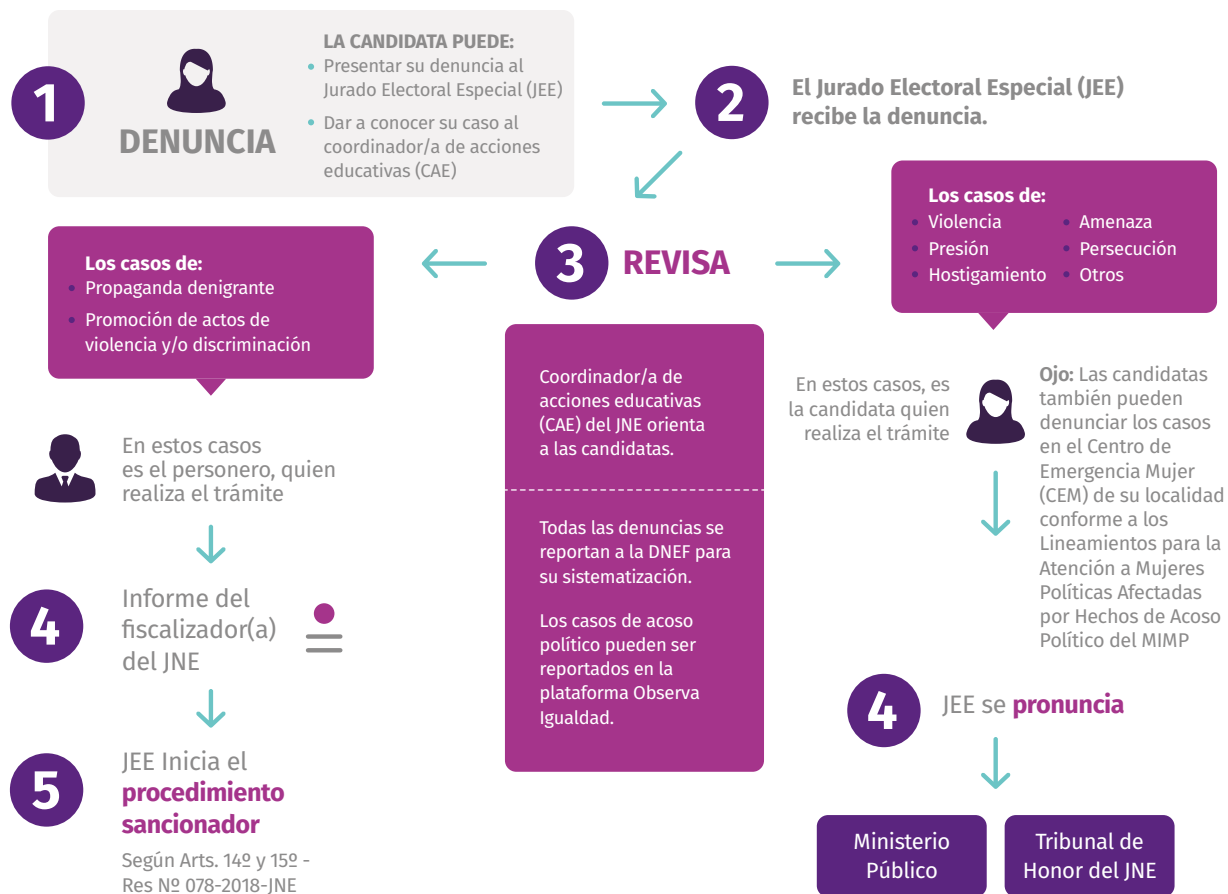 1
DENUNCIA
LA CANDIDATA PUEDE:
• Presentar su denuncia al
Jurado Electoral Especial (JEE)
• Dar a conocer su caso al
coordinador/a de acciones
educativas (CAE)
2
El Jurado Electoral Especial (JEE)
recibe la denuncia.
3 REVISA
Los casos de:
• Propaganda denigrante
• Promoción de actos de
violencia y/o discriminación
En estos casos
es el personero, quien
realiza el trámite
4
Informe del
fiscalizador(a)
del JNE
5
JEE Inicia el
procedimiento
sancionador
Según Arts. 14º y 15º -
Res Nº 078-2018-JNE
Coordinador/a de
acciones educativas
(CAE) del JNE orienta
a las candidatas.
Todas las denuncias se
reportan a la DNEF para
su sistematización.
Los casos de acoso
político pueden ser
reportados en la
plataforma Observa
Igualdad.
Los casos de:
• Violencia
• Presión
• Hostigamiento
• Amenaza
• Persecución
• Otros
En estos casos, es
la candidata quien
realiza el trámite
Ojo: Las candidatas
también pueden
denunciar los casos
en el Centro de
Emergencia Mujer
(CEM) de su localidad
conforme a los
Lineamientos para la
Atención a Mujeres
Políticas Afectadas
por Hechos de Acoso
Político del MIMP
4
JEE se pronuncia
Ministerio
Público
Tribunal de
Honor del JNE